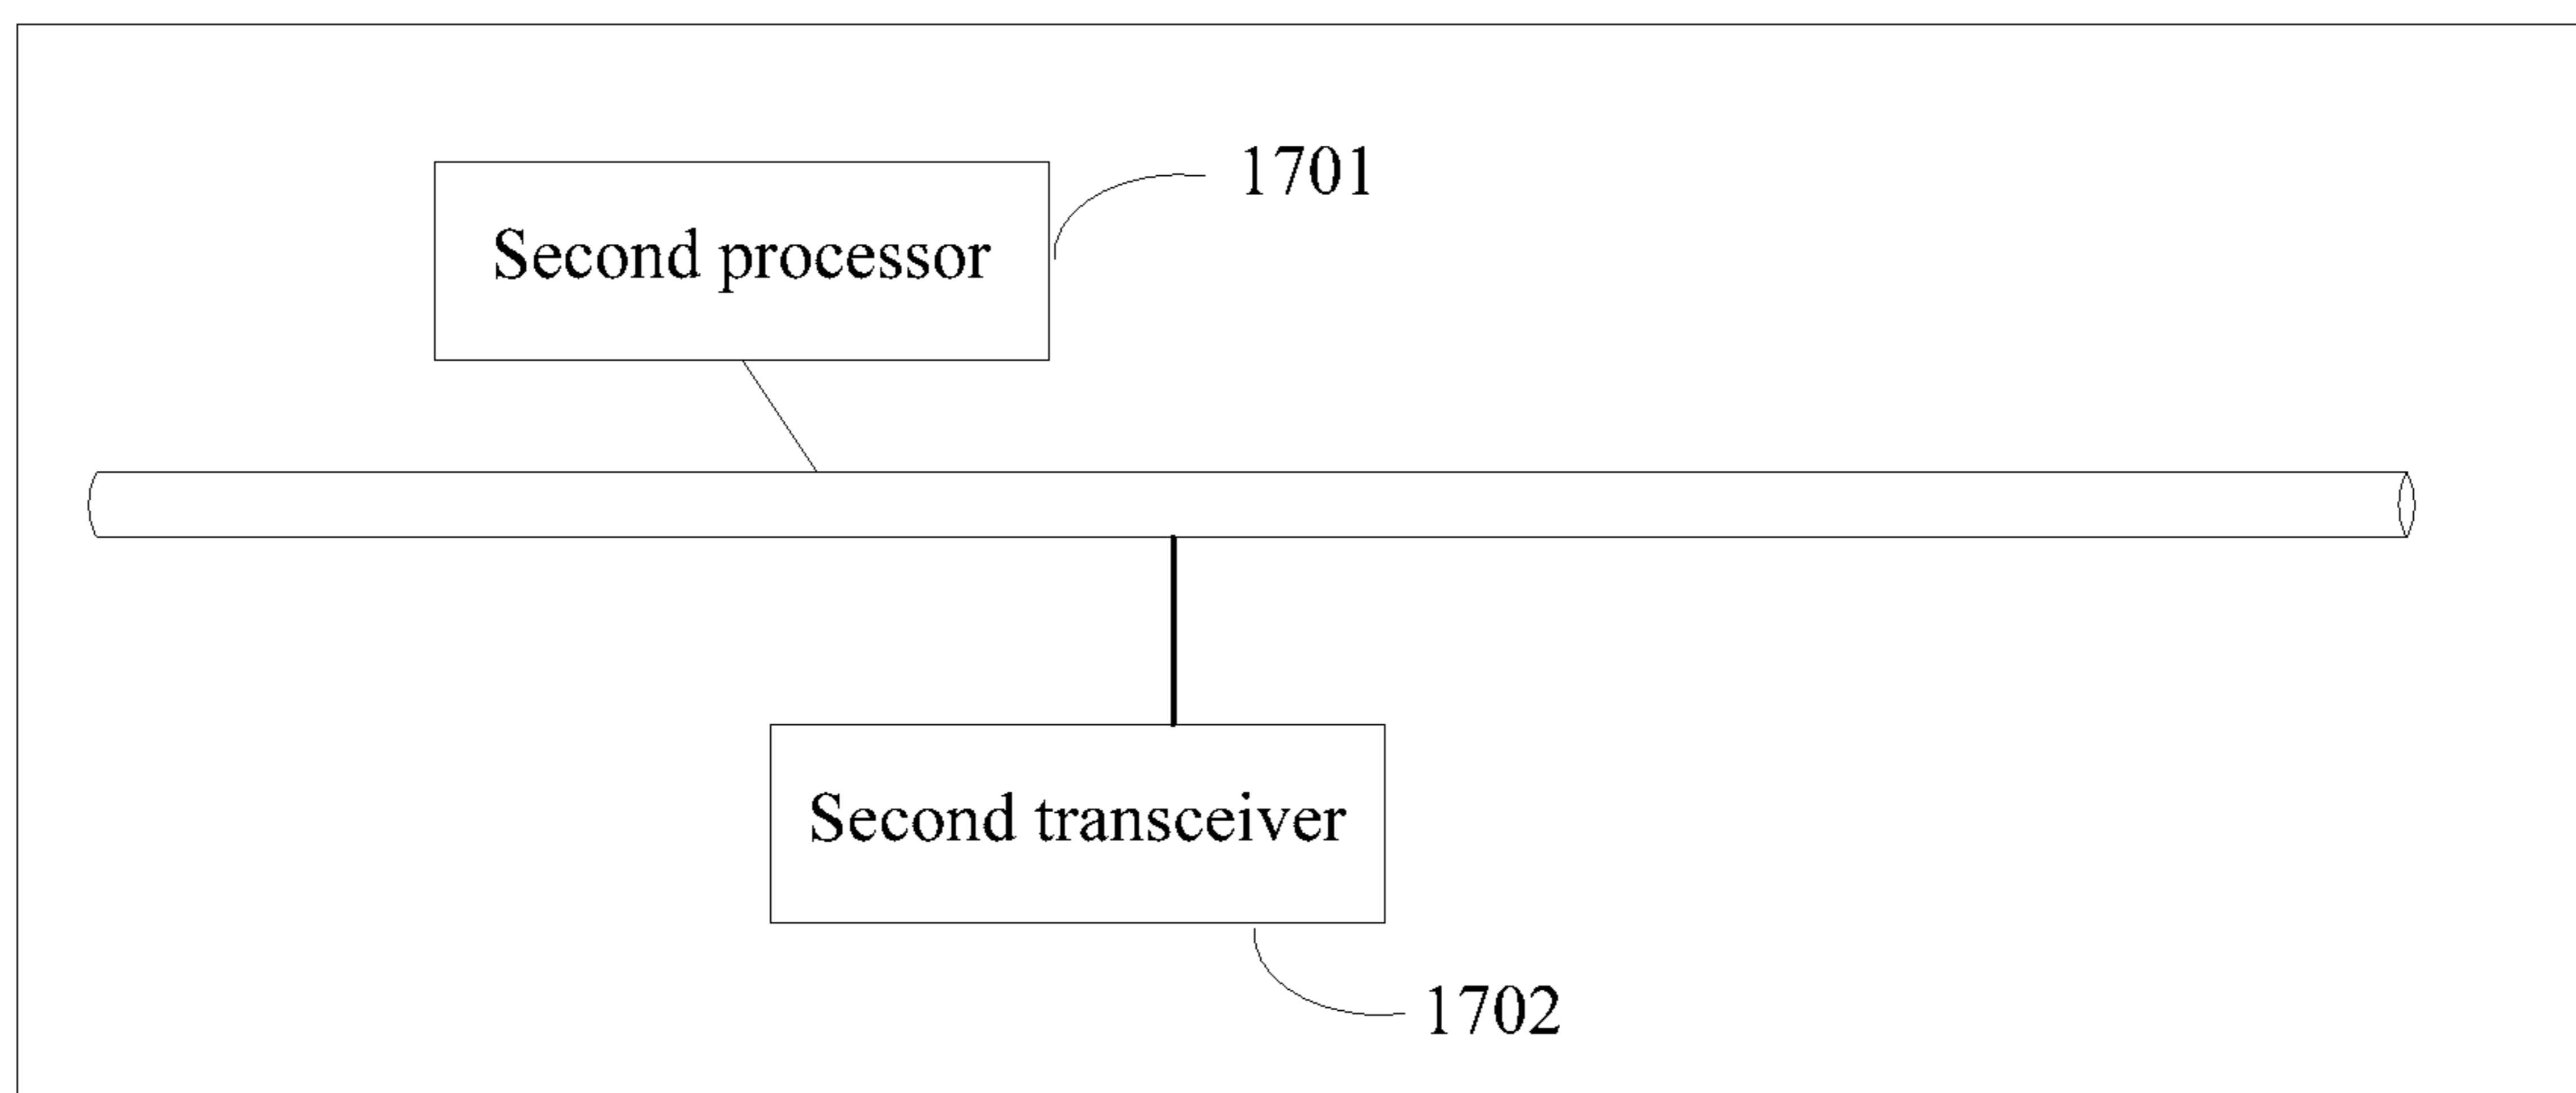 1701
Second processor
Second transceiver
1702